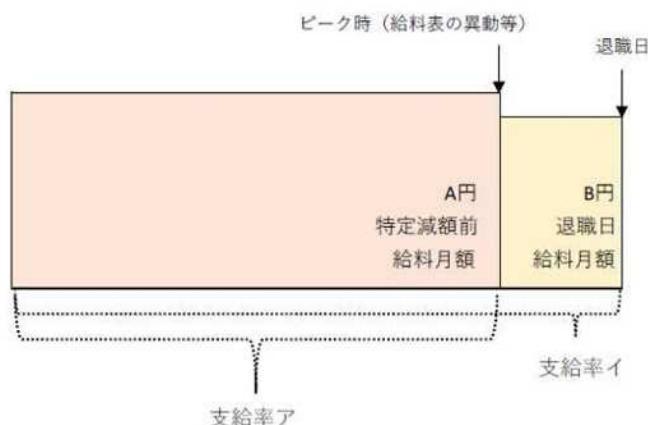 ピーク時（給料表の異動等）
退職日
A円
特定減額前
給料月額
B円
退職日
給料月額
支給率イ
支給率ア